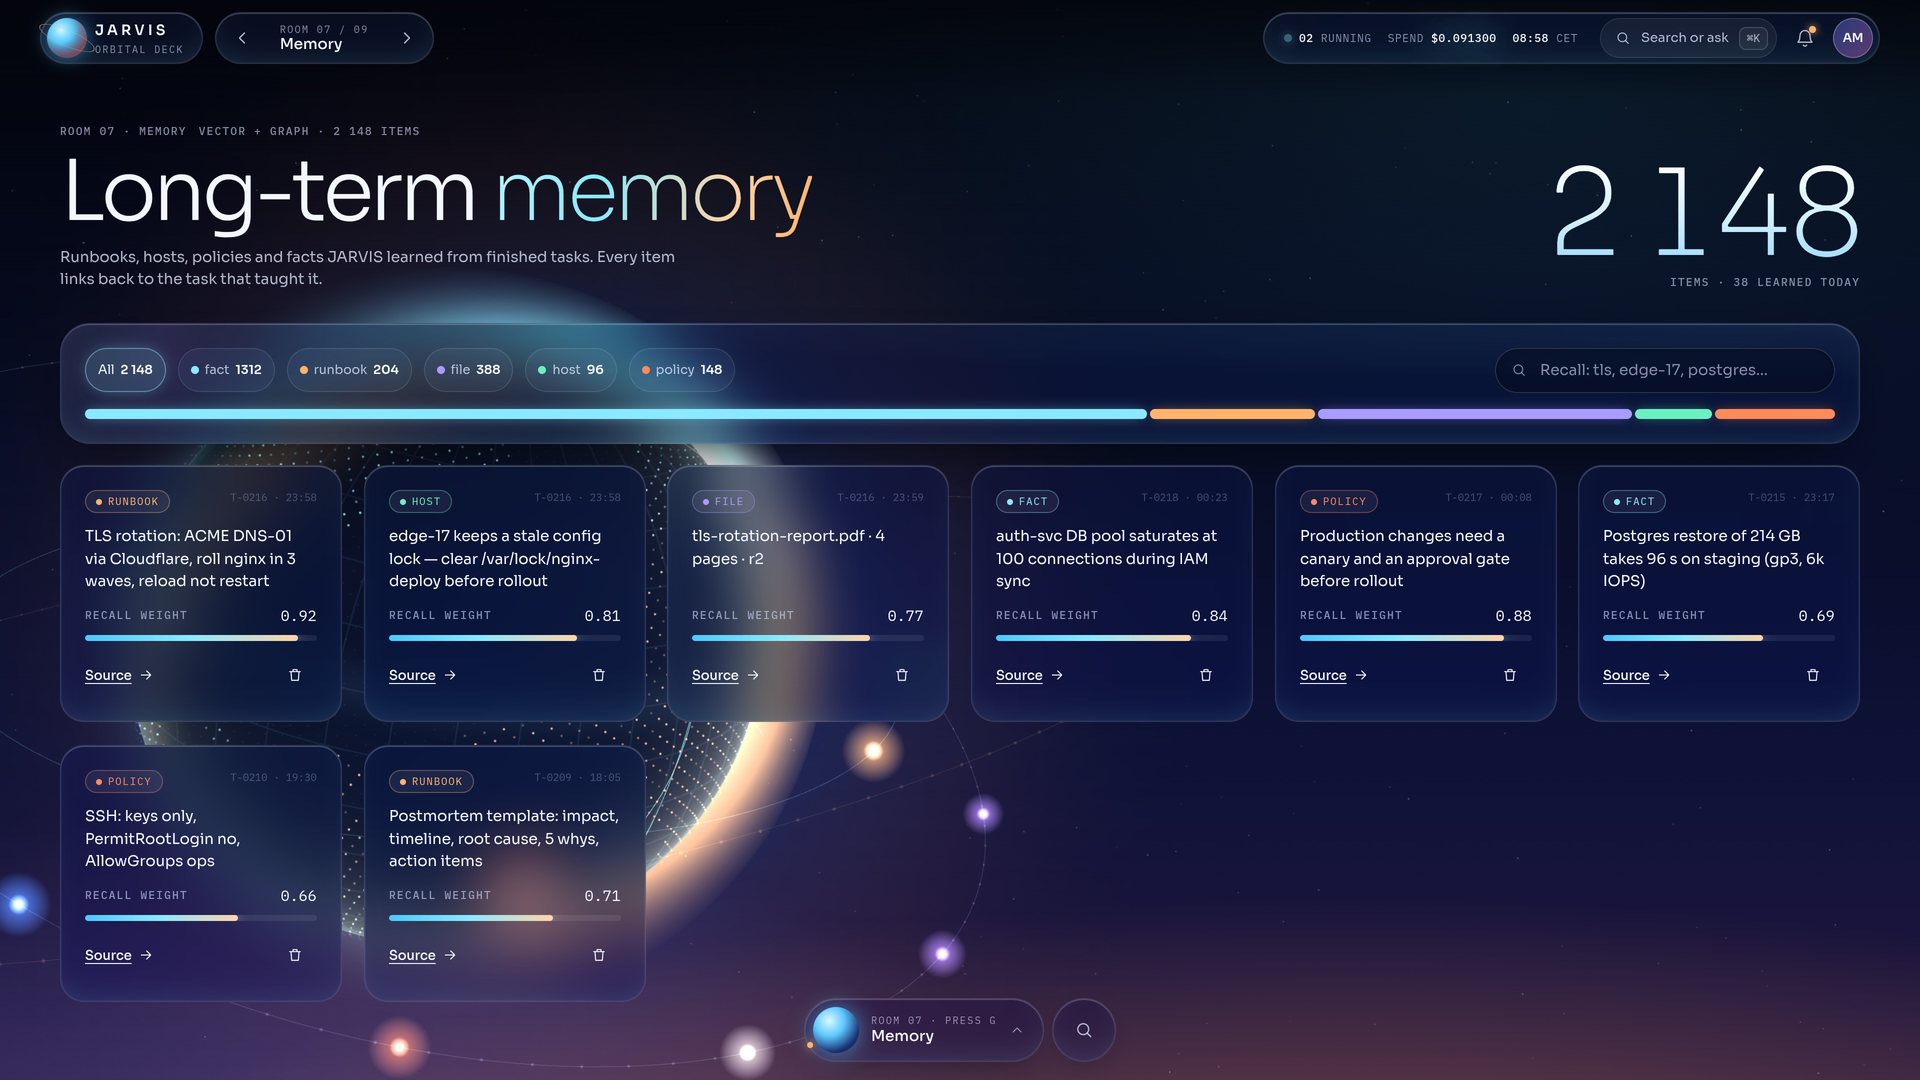 JARVIS
ORBITAL DECK
ROOM 07 / 09
Memory
02 RUNNING SPEND $0.091300 08:58 CET
Search or ask ⌘K
AM
ROOM 07 · MEMORY VECTOR + GRAPH · 2 148 ITEMS
Long-term memory
Runbooks, hosts, policies and facts JARVIS learned from finished tasks. Every item
links back to the task that taught it.
2 148
ITEMS · 38 LEARNED TODAY
All 2 148
fact 1312
runbook 204
file 388
host 96
policy 148
Recall: tls, edge-17, postgres...
RUNBOOK T-0216 · 23:58
TLS rotation: ACME DNS-01
via Cloudflare, roll nginx in 3
waves, reload not restart
RECALL WEIGHT 0.92
Source →
HOST T-0216 · 23:58
edge-17 keeps a stale config
lock — clear /var/lock/nginx-
deploy before rollout
RECALL WEIGHT 0.81
Source →
FILE T-0216 · 23:59
tls-rotation-report.pdf · 4
pages · r2
RECALL WEIGHT 0.77
Source →
FACT T-0218 · 00:23
auth-svc DB pool saturates at
100 connections during IAM
sync
RECALL WEIGHT 0.84
Source →
POLICY T-0217 · 00:08
Production changes need a
canary and an approval gate
before rollout
RECALL WEIGHT 0.88
Source →
FACT T-0215 · 23:17
Postgres restore of 214 GB
takes 96 s on staging (gp3, 6k
IOPS)
RECALL WEIGHT 0.69
Source →
POLICY T-0210 · 19:30
SSH: keys only,
PermitRootLogin no,
AllowGroups ops
RECALL WEIGHT 0.66
Source →
RUNBOOK T-0209 · 18:05
Postmortem template: impact,
timeline, root cause, 5 whys,
action items
RECALL WEIGHT 0.71
Source →
ROOM 07 · PRESS G
Memory